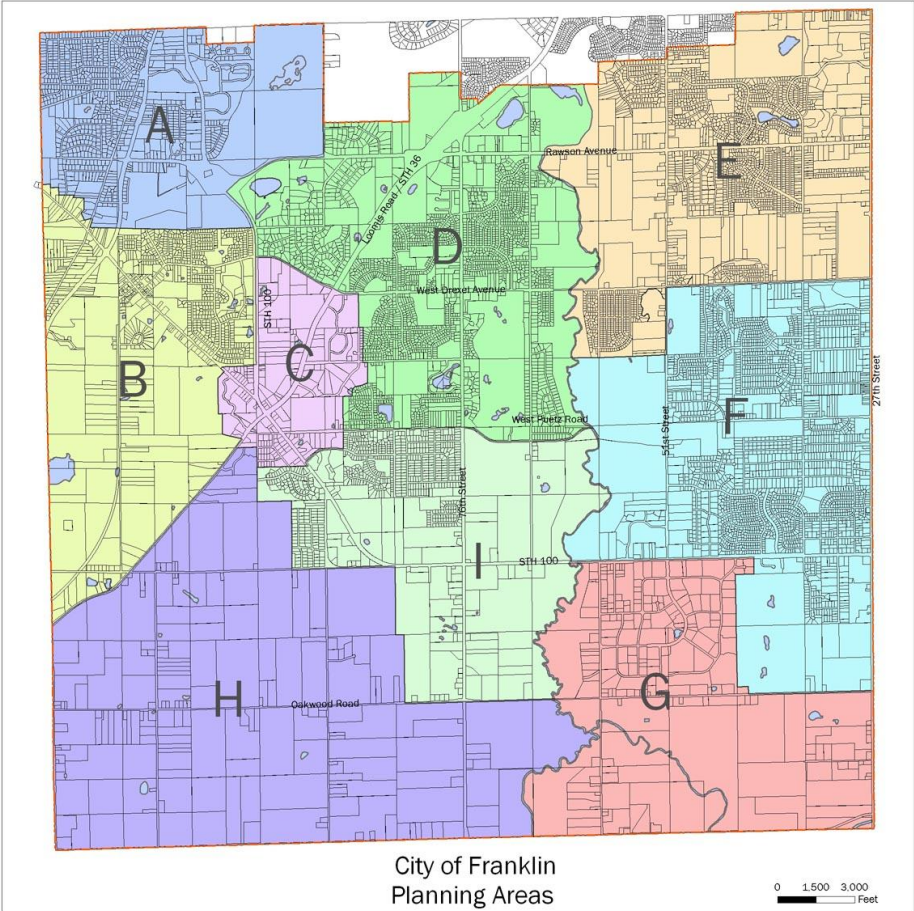 A
Rawson Avenue
E
Loomis Road / STH 36
D
West Drexel Avenue
STH 100
C
B
27th Street
F
West Puetz Road
51st Street
76th Street
STH 100
I
G
H
Oakwood Road
City of Franklin
Planning Areas
0 1,500 3,000
Feet